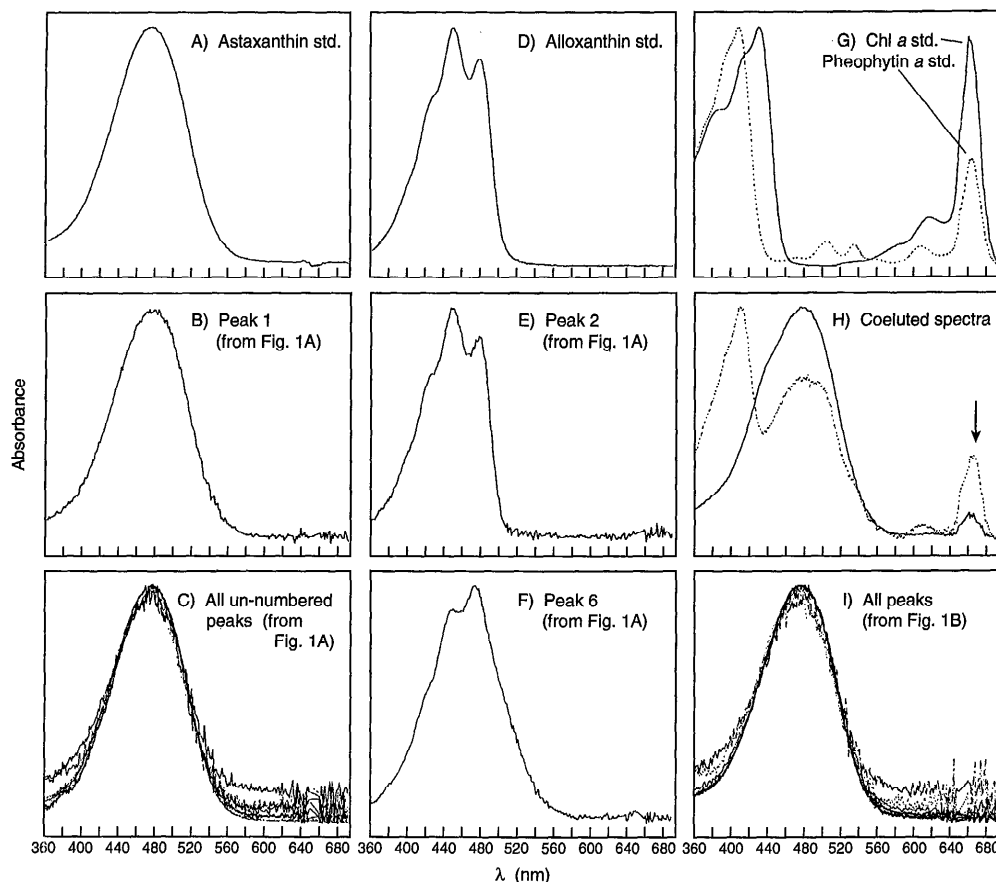 A) Astaxanthin std.
D) Alloxanthin std.
G) Chl a std.
Pheophytin a std.
B) Peak 1
(from Fig. 1A)
E) Peak 2
(from Fig. 1A)
H) Coeluted spectra
Absorbance
C) All un-numbered
peaks (from
Fig. 1A)
F) Peak 6
(from Fig. 1A)
I) All peaks
(from Fig. 1B)
360 400 440 480 520 560 600 640 680
360 400 440 480 520 560 600 640 680
360 400 440 480 520 560 600 640 680
λ (nm)